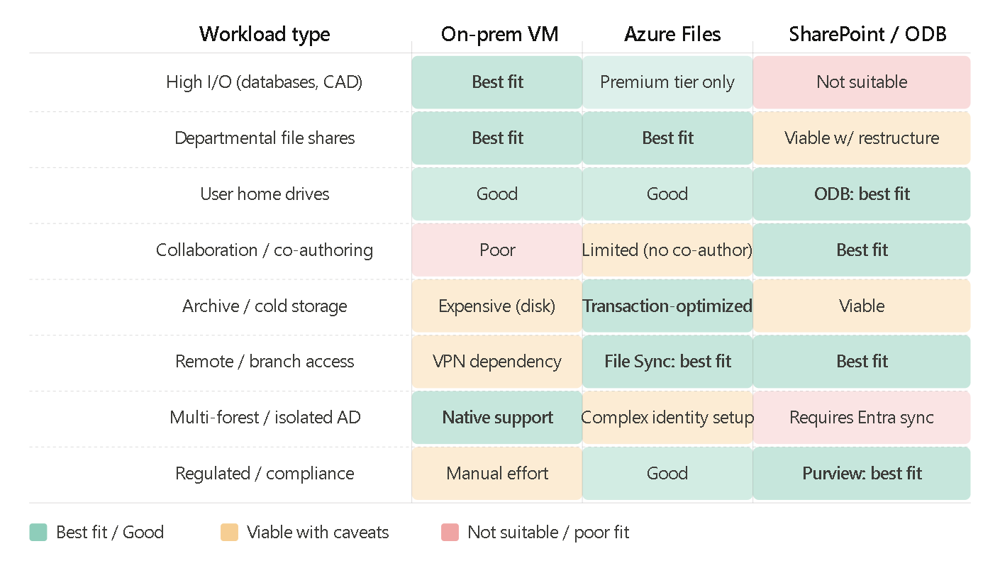 Workload type On-prem VM Azure Files SharePoint / ODB
High I/O (databases, CAD) Best fit Premium tier only Not suitable
Departmental file shares Best fit Best fit Viable w/ restructure
User home drives Good Good ODB: best fit
Collaboration / co-authoring Poor Limited (no co-author) Best fit
Archive / cold storage Expensive (disk) Transaction-optimized Viable
Remote / branch access VPN dependency File Sync: best fit Best fit
Multi-forest / isolated AD Native support Complex identity setup Requires Entra sync
Regulated / compliance Manual effort Good Purview: best fit
Best fit / Good Viable with caveats Not suitable / poor fit